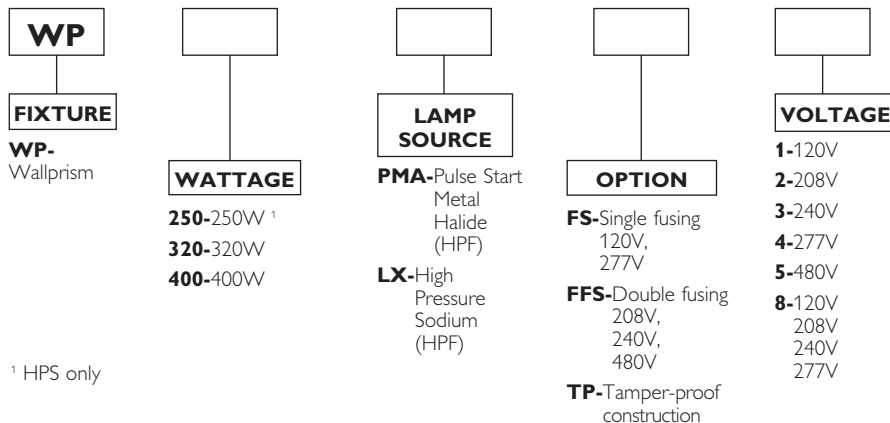 WP
FIXTURE
WP-
Wallprism
WATTAGE
250-250W ¹
320-320W
400-400W
¹ HPS only
LAMP
SOURCE
PMA-Pulse Start
Metal
Halide
(HPF)
LX-High
Pressure
Sodium
(HPF)
OPTION
FS-Single fusing
120V,
277V
FFS-Double fusing
208V,
240V,
480V
TP-Tamper-proof
construction
VOLTAGE
1-120V
2-208V
3-240V
4-277V
5-480V
8-120V
208V
240V
277V